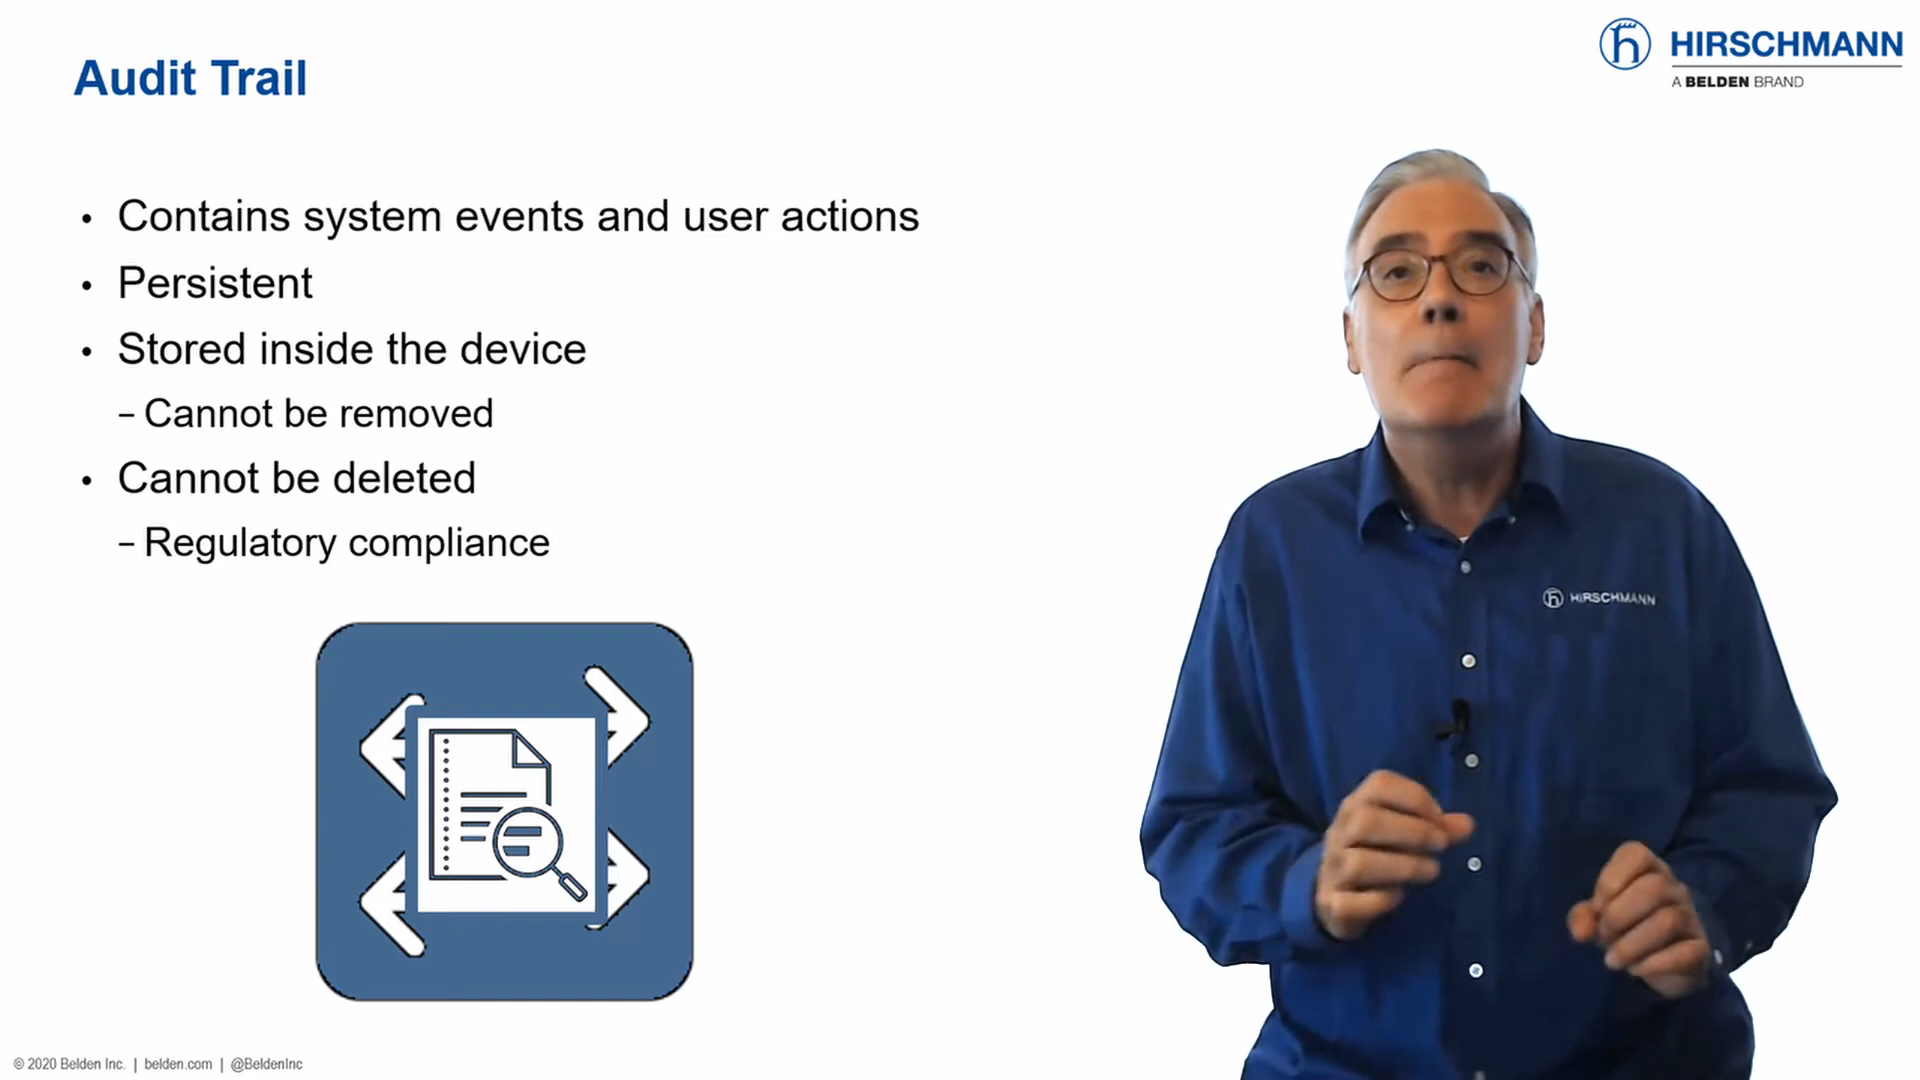 Audit Trail
HIRSCHMANN
A BELDEN BRAND
• Contains system events and user actions
• Persistent
• Stored inside the device
– Cannot be removed
• Cannot be deleted
– Regulatory compliance
HIRSCHMANN
© 2020 Belden Inc. | belden.com | @BeldenInc